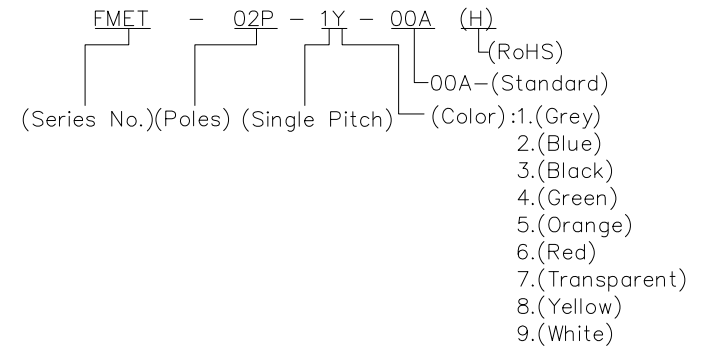 FMET - 02P - 1Y - 00A (H)
(RoHS)
00A-(Standard)
(Series No.)(Poles) (Single Pitch) (Color):1.(Grey)
2.(Blue)
3.(Black)
4.(Green)
5.(Orange)
6.(Red)
7.(Transparent)
8.(Yellow)
9.(White)